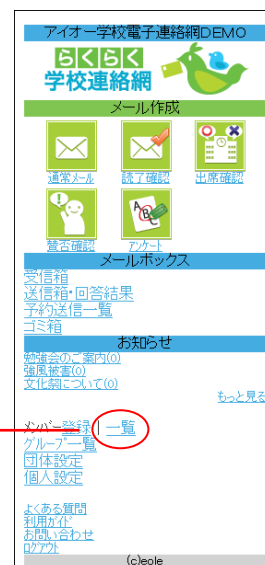 アイオー学校電子連絡網DEMO
らくらく
学校連絡網
メール作成
通常メール 読了確認 出席確認
賛否確認 アンケート
メールボックス
受信箱
送信箱・回答結果
予約送信一覧
ゴミ箱
お知らせ
勉強会のご案内(0)
強風被害(0)
文化祭について(0)
もっと見る
メンバー登録 | 一覧
グループ一覧
団体設定
個人設定
よくある質問
利用ガイド
お問い合わせ
ログアウト
(c)eole